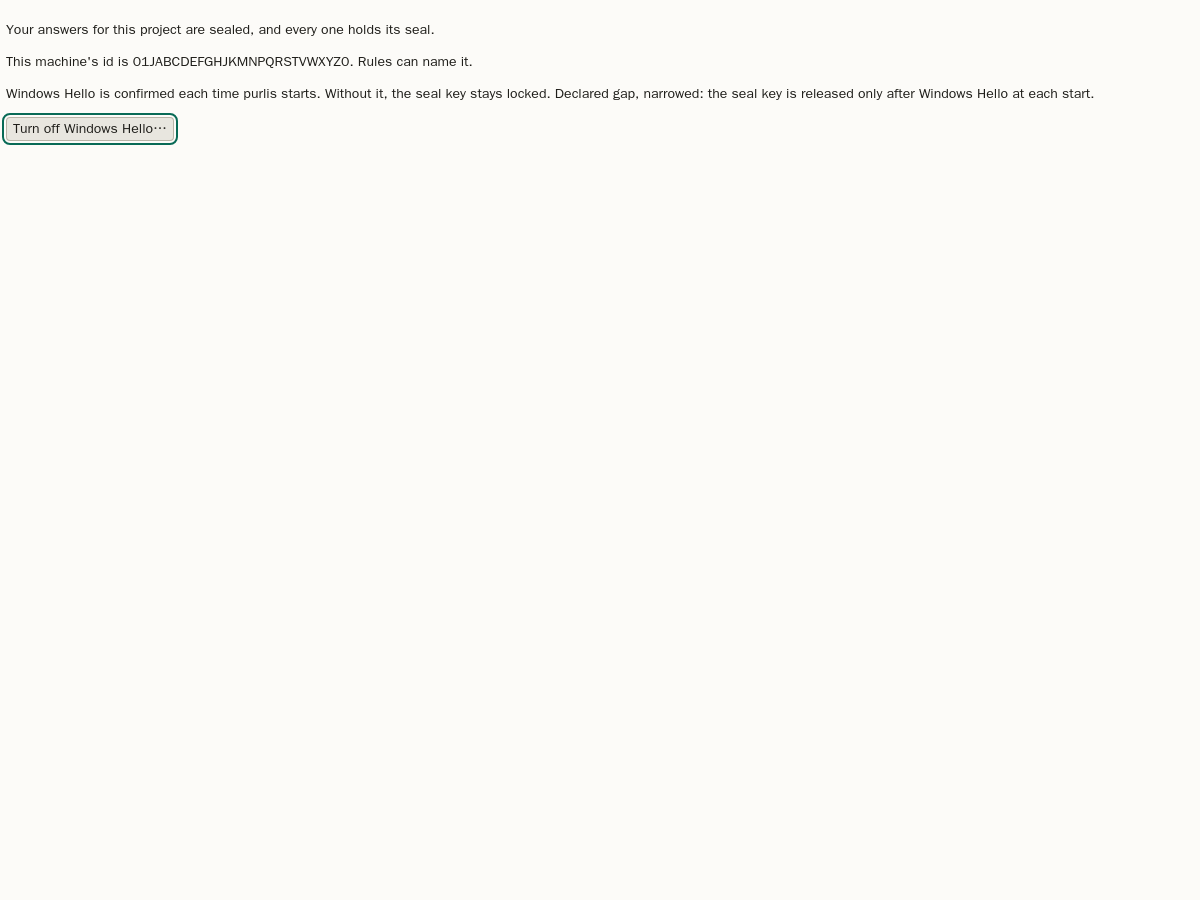 Your answers for this project are sealed, and every one holds its seal.
This machine's id is 01JABCDEFGHJKMNPQRSTVWXYZ0. Rules can name it.
Windows Hello is confirmed each time purlis starts. Without it, the seal key stays locked. Declared gap, narrowed: the seal key is released only after Windows Hello at each start.
Turn off Windows Hello…